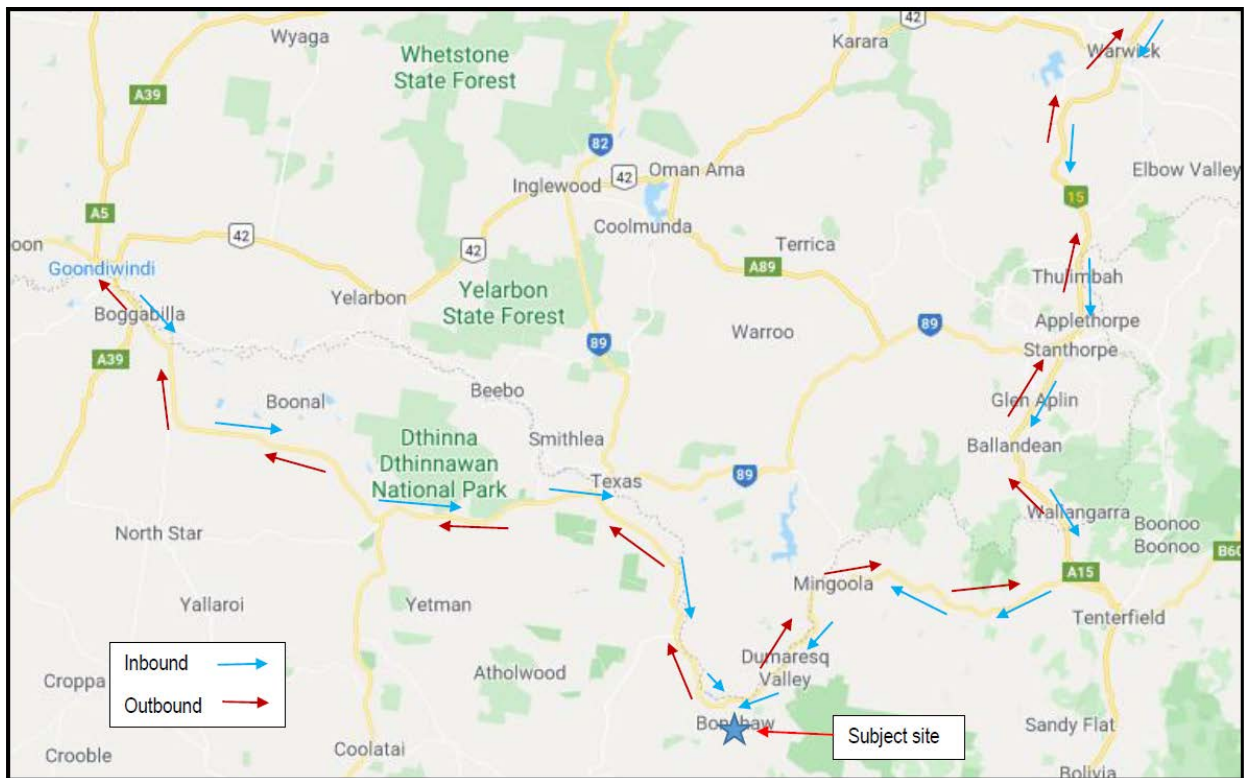 Wyaga
Whetstone
State Forest
42
Karara
Warwick
A39
82
Oman Ama
42
Inglewood
Elbow Valley
15
A5
42
Coolmunda
oon
Goondiwindi
42
Terrica
A89
Thulimbah
Yelarbon
Yelarbon
State Forest
Boggabilla
Applethorpe
Warroo
89
A39
89
Stanthorpe
Beebo
Boonal
Glen Aplin
Dthinna
Dthinnawan
National Park
Smithlea
Ballandean
Texas
89
North Star
Wallangarra
Boonoo
Boonoo
B60
A15
Mingoola
Yallaroi
Yetman
Tenterfield
Inbound
Outbound
Dumaresq
Valley
Atholwood
Croppa
Bonshaw
Sandy Flat
Subject site
Coolatai
Crooble
Bolivia